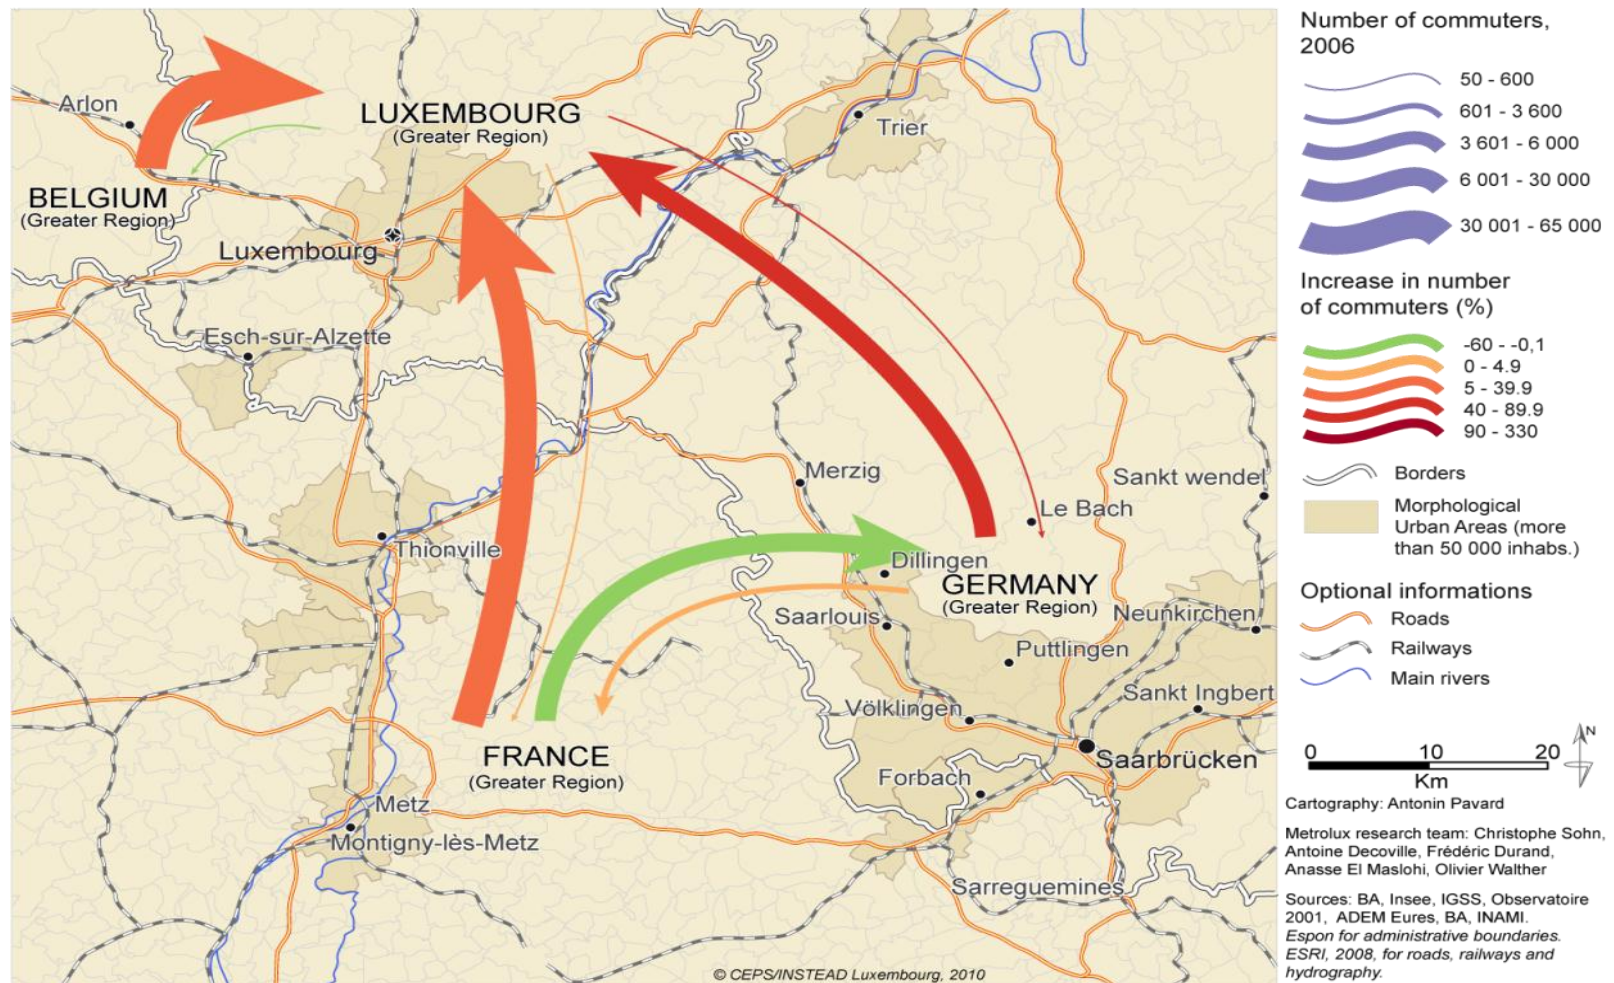 Arlon
LUXEMBOURG
(Greater Region)
Trier
BELGIUM
(Greater Region)
Luxembourg
Esch-sur-Alzette
Merzig
Sankt wendel
Le Bach
Thionville
Dillingen
GERMANY
(Greater Region)
Neunkirchen
Saarlouis
Puttlingen
Sankt Ingbert
Völklingen
FRANCE
(Greater Region)
Saarbrücken
Forbach
Metz
Montigny-lès-Metz
Sarreguemines
© CEPS/INSTEAD Luxembourg, 2010
Number of commuters,
2006
50 - 600
601 - 3 600
3 601 - 6 000
6 001 - 30 000
30 001 - 65 000
Increase in number
of commuters (%)
-60 - -0,1
0 - 4.9
5 - 39.9
40 - 89.9
90 - 330
Borders
Morphological
Urban Areas (more
than 50 000 inhabs.)
Optional informations
Roads
Railways
Main rivers
N
0 10 20
Km
Cartography: Antonin Pavard
Metrolux research team: Christophe Sohn,
Antoine Decoville, Frédéric Durand,
Anasse El Maslohi, Olivier Walther
Sources: BA, Insee, IGSS, Observatoire
2001, ADEM Eures, BA, INAMI.
Espon for administrative boundaries.
ESRI, 2008, for roads, railways and
hydrography.